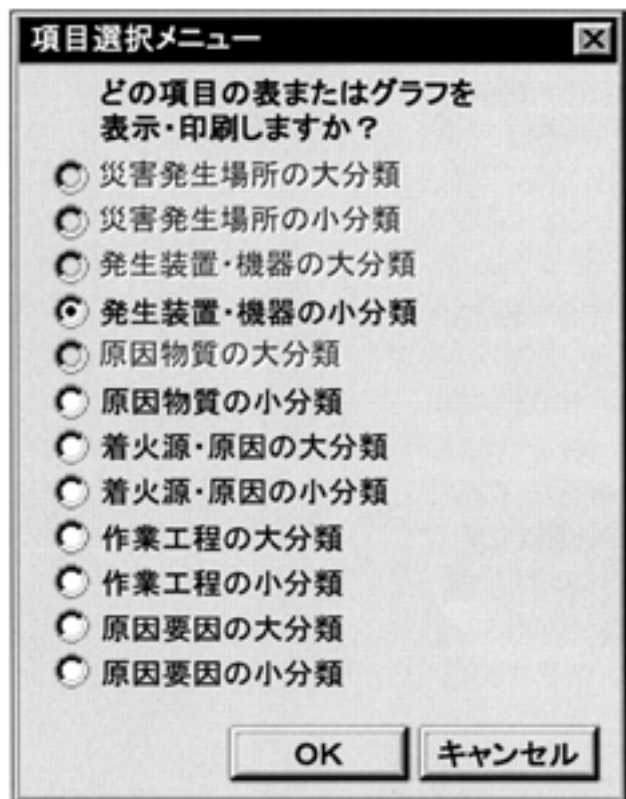 項目選択メニュー
どの項目の表またはグラフを
表示・印刷しますか？
災害発生場所の大分類
災害発生場所の小分類
発生装置・機器の大分類
発生装置・機器の小分類
原因物質の大分類
原因物質の小分類
着火源・原因の大分類
着火源・原因の小分類
作業工程の大分類
作業工程の小分類
原因要因の大分類
原因要因の小分類
OK キャンセル